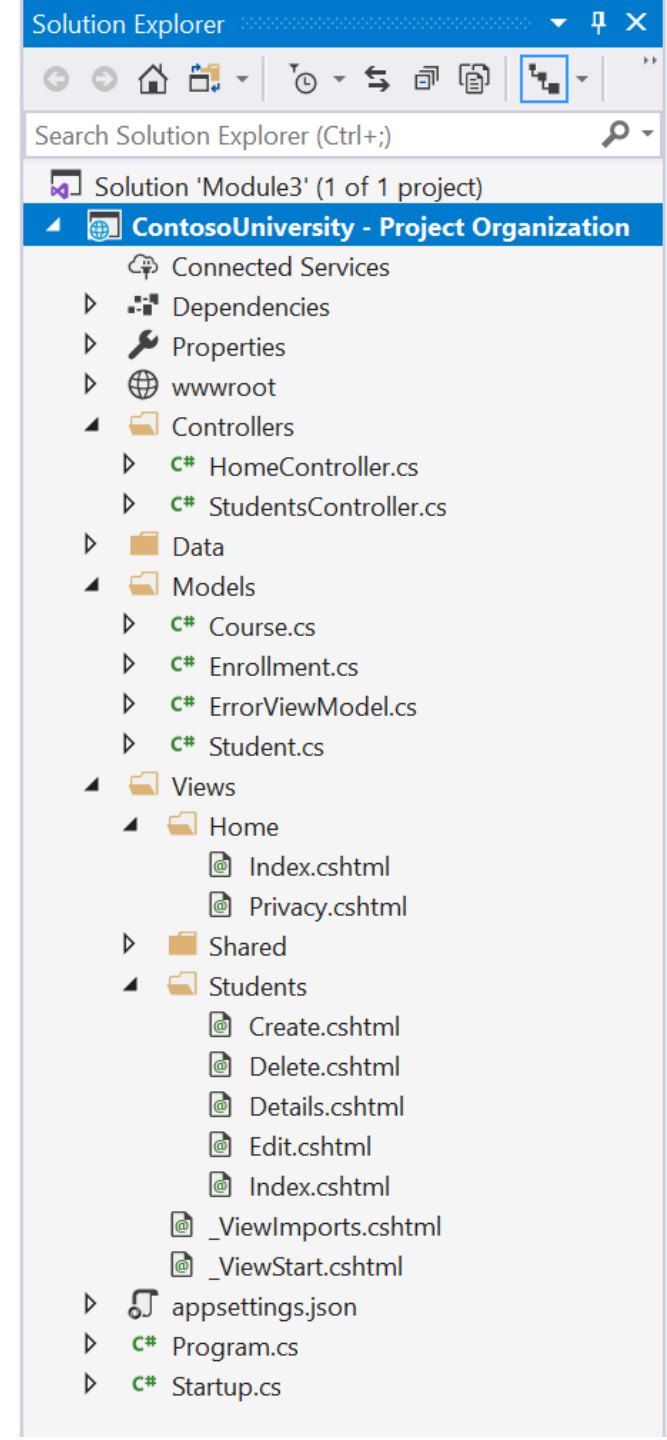 Solution Explorer
Search Solution Explorer (Ctrl+;)
Solution 'Module3' (1 of 1 project)
ContosoUniversity - Project Organization
Connected Services
Dependencies
Properties
wwwroot
Controllers
C# HomeController.cs
C# StudentsController.cs
Data
Models
C# Course.cs
C# Enrollment.cs
C# ErrorViewModel.cs
C# Student.cs
Views
Home
@ Index.cshtml
@ Privacy.cshtml
Shared
Students
@ Create.cshtml
@ Delete.cshtml
@ Details.cshtml
@ Edit.cshtml
@ Index.cshtml
@ _ViewImports.cshtml
@ _ViewStart.cshtml
appsettings.json
C# Program.cs
C# Startup.cs